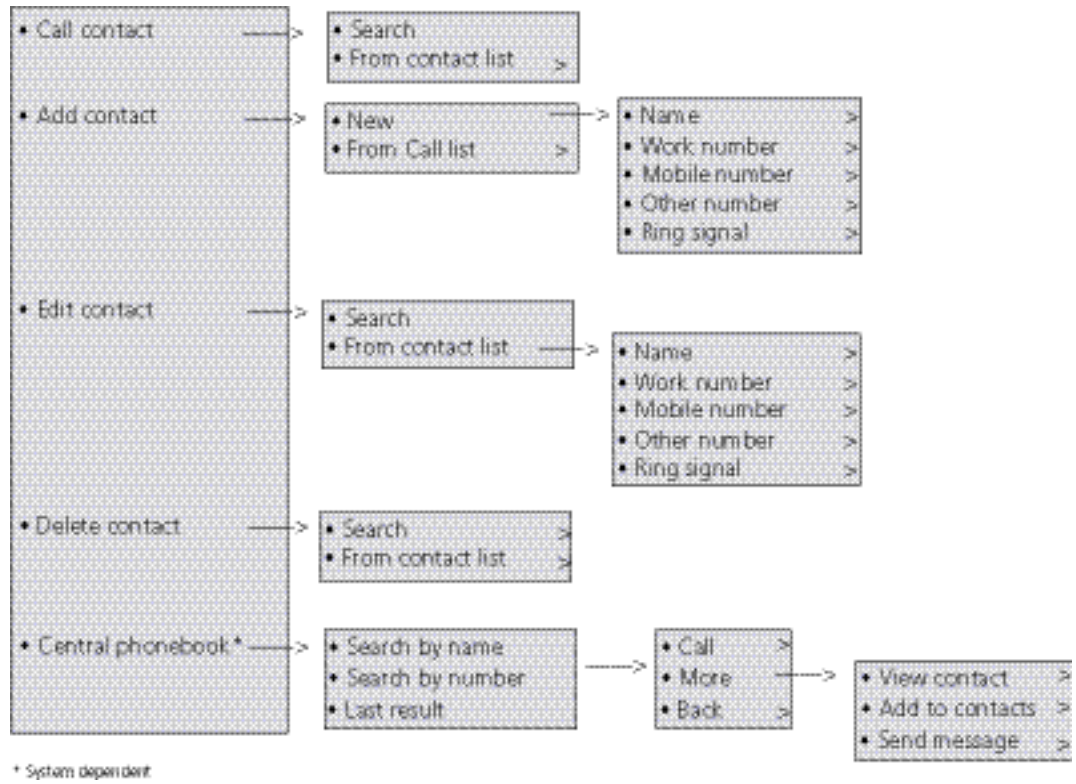 • Call contact
• Search
• From contact list >
• Add contact
• New
• From Call list >
• Name >
• Work number >
• Mobile number >
• Other number >
• Ring signal >
• Edit contact
• Search
• From contact list
• Name >
• Work number >
• Mobile number >
• Other number >
• Ring signal >
• Delete contact
• Search >
• From contact list >
• Central phonebook*
• Search by name
• Search by number
• Last result
• Call >
• More
• Back >
• View contact >
• Add to contacts >
• Send message >
* System dependent